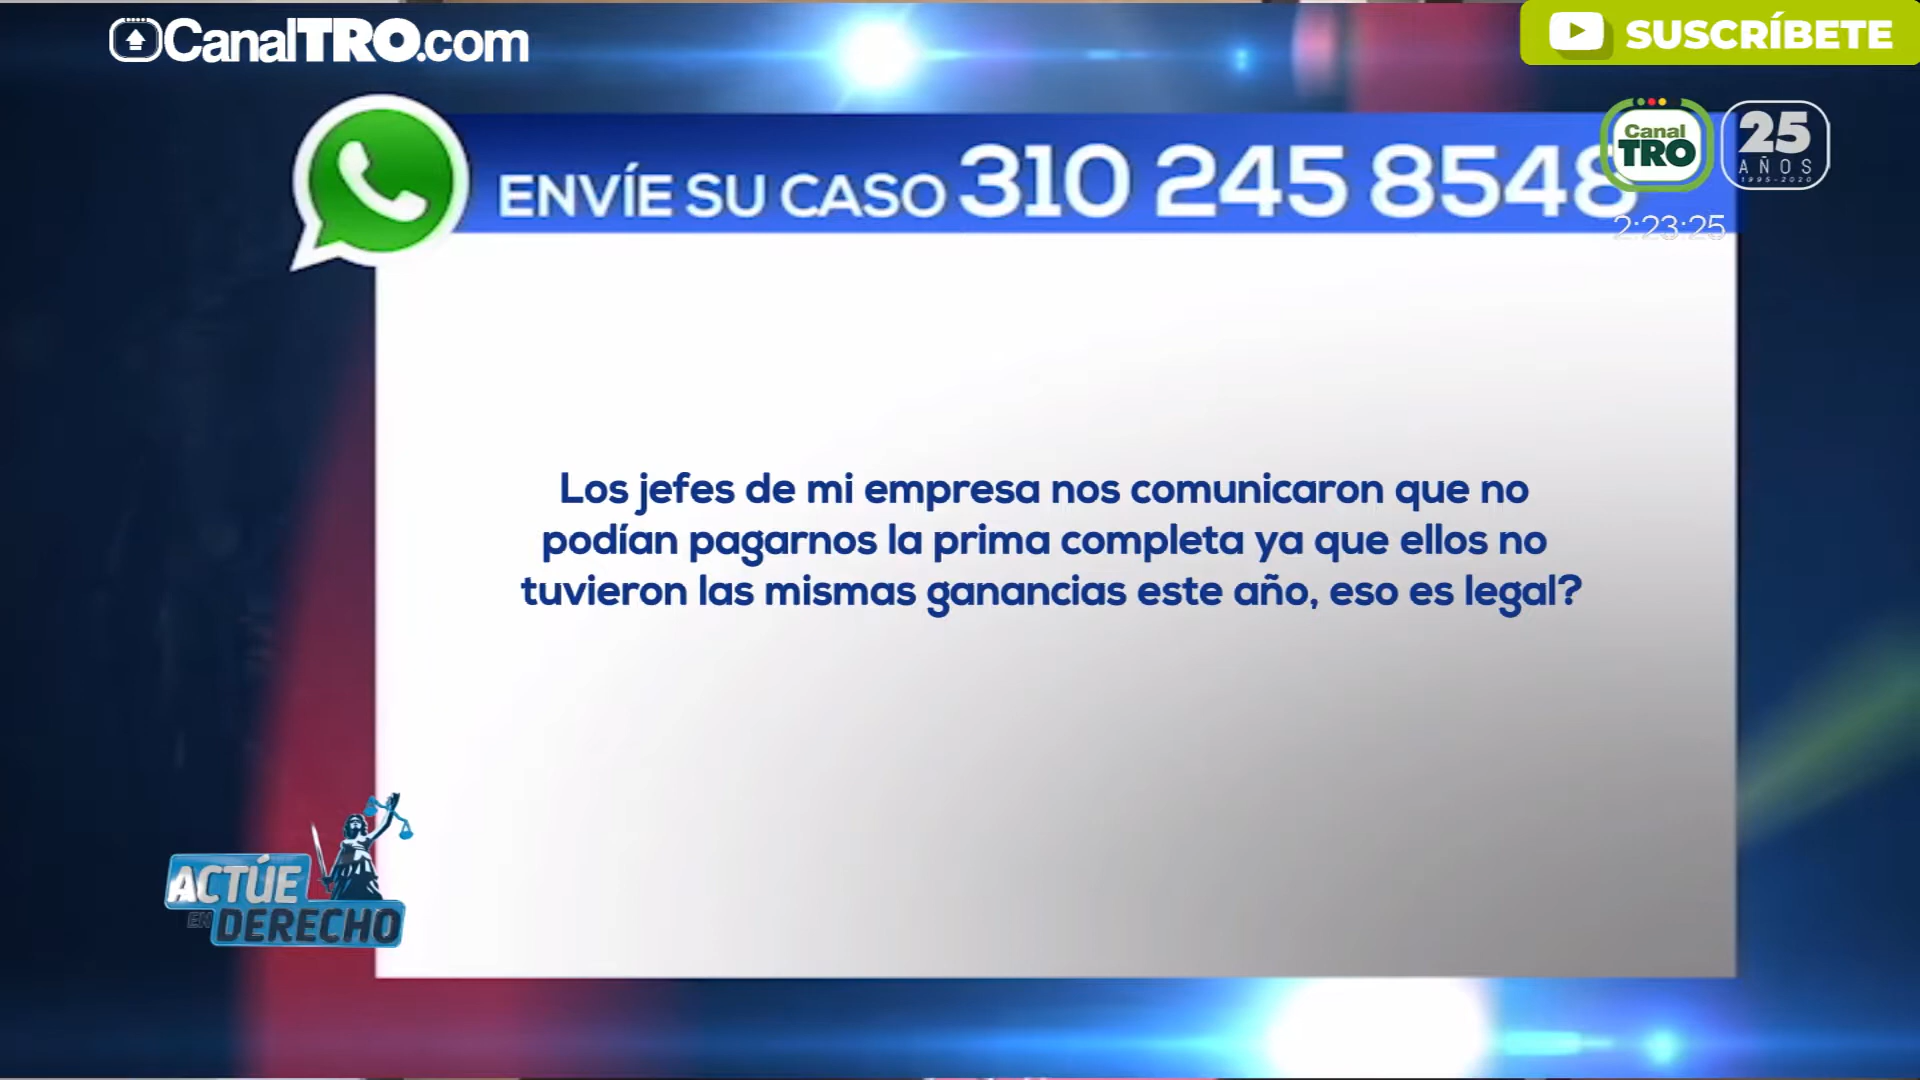 CanalTRO.com
SUSCRÍBETE
ENVÍE SU CASO 310 245 8548
Canal
TRO
25
AÑOS
1995-2020
2:23:25
Los jefes de mi empresa nos comunicaron que no
podían pagarnos la prima completa ya que ellos no
tuvieron las mismas ganancias este año, eso es legal?
ACTÚE
EN DERECHO